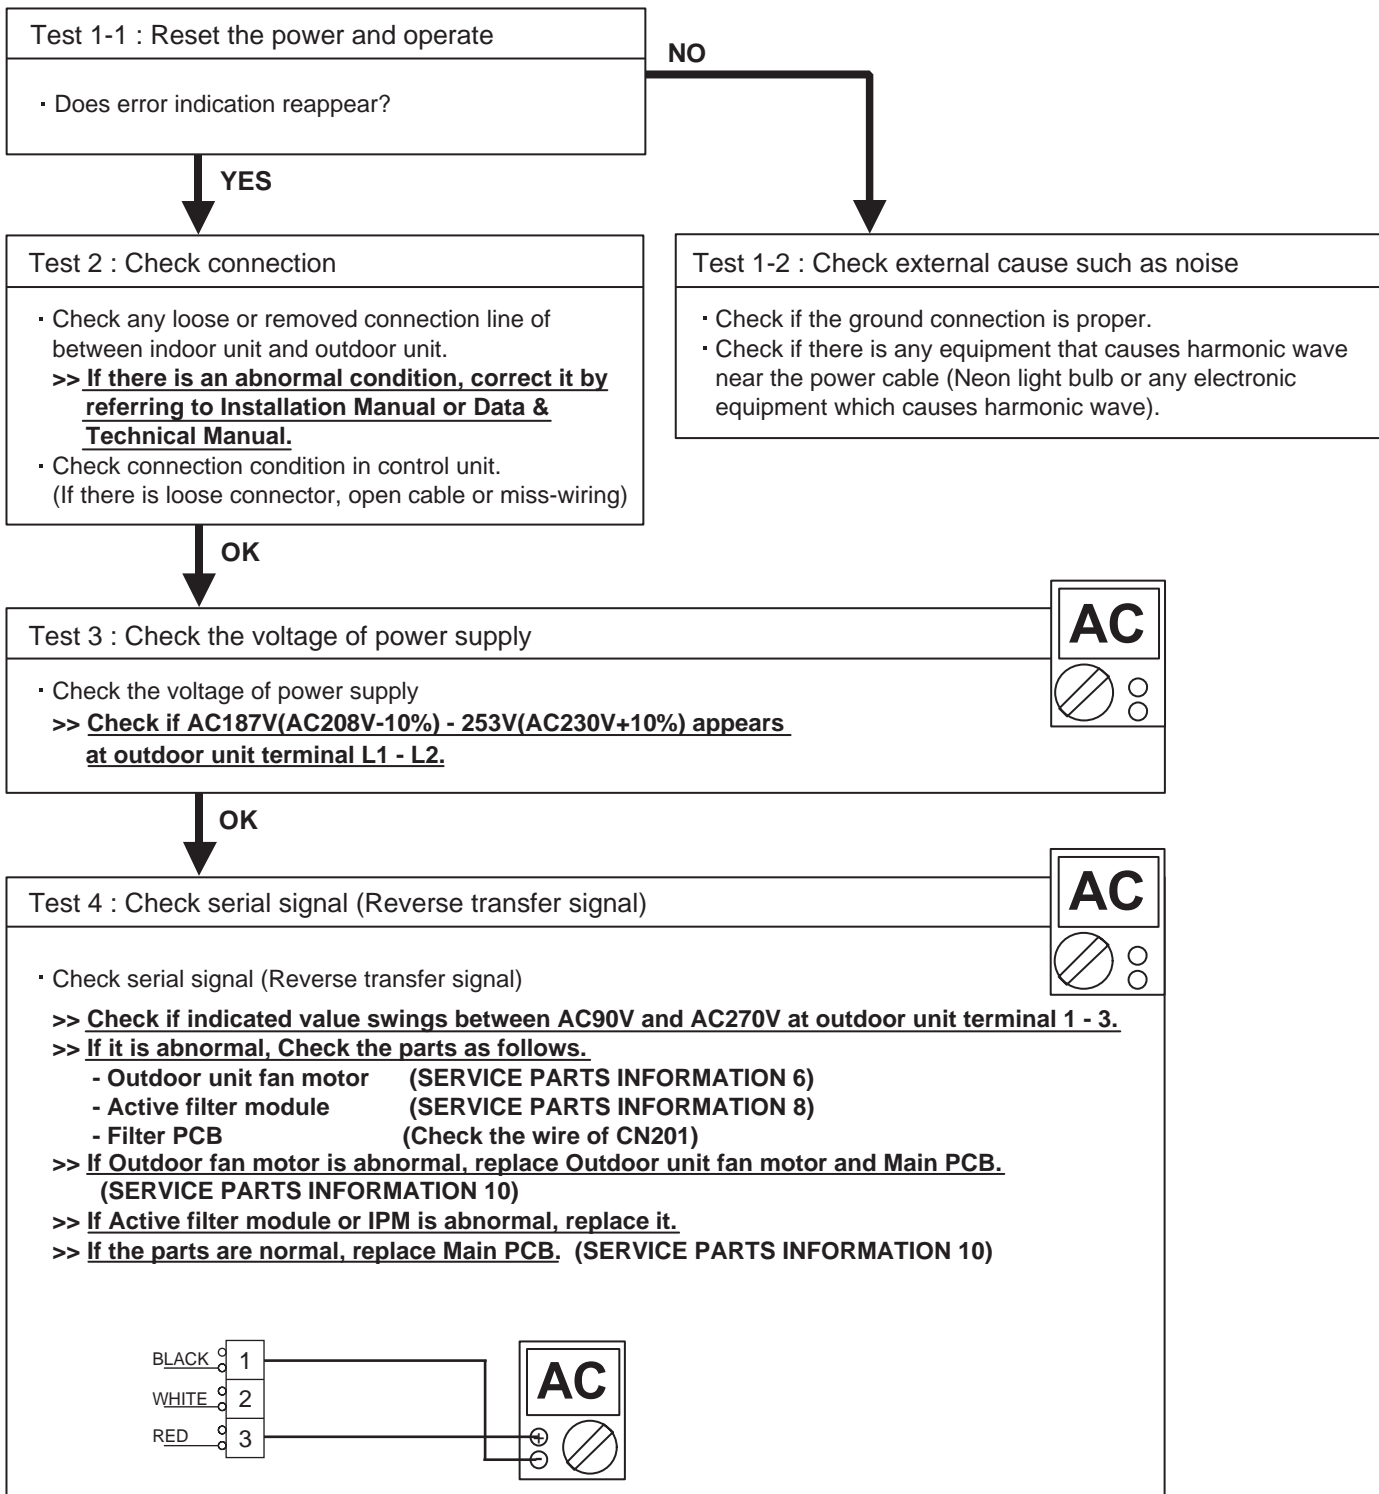 Test 1-1 : Reset the power and operate
· Does error indication reappear?
NO
YES
Test 2 : Check connection
· Check any loose or removed connection line of
between indoor unit and outdoor unit.
>> If there is an abnormal condition, correct it by
referring to Installation Manual or Data &
Technical Manual.
· Check connection condition in control unit.
(If there is loose connector, open cable or miss-wiring)
Test 1-2 : Check external cause such as noise
· Check if the ground connection is proper.
· Check if there is any equipment that causes harmonic wave
near the power cable (Neon light bulb or any electronic
equipment which causes harmonic wave).
OK
Test 3 : Check the voltage of power supply
AC
· Check the voltage of power supply
>> Check if AC187V(AC208V-10%) - 253V(AC230V+10%) appears
at outdoor unit terminal L1 - L2.
OK
Test 4 : Check serial signal (Reverse transfer signal)
AC
· Check serial signal (Reverse transfer signal)
>> Check if indicated value swings between AC90V and AC270V at outdoor unit terminal 1 - 3.
>> If it is abnormal, Check the parts as follows.
- Outdoor unit fan motor (SERVICE PARTS INFORMATION 6)
- Active filter module (SERVICE PARTS INFORMATION 8)
- Filter PCB (Check the wire of CN201)
>> If Outdoor fan motor is abnormal, replace Outdoor unit fan motor and Main PCB.
(SERVICE PARTS INFORMATION 10)
>> If Active filter module or IPM is abnormal, replace it.
>> If the parts are normal, replace Main PCB. (SERVICE PARTS INFORMATION 10)
BLACK 1
WHITE 2
RED 3
AC
+
-